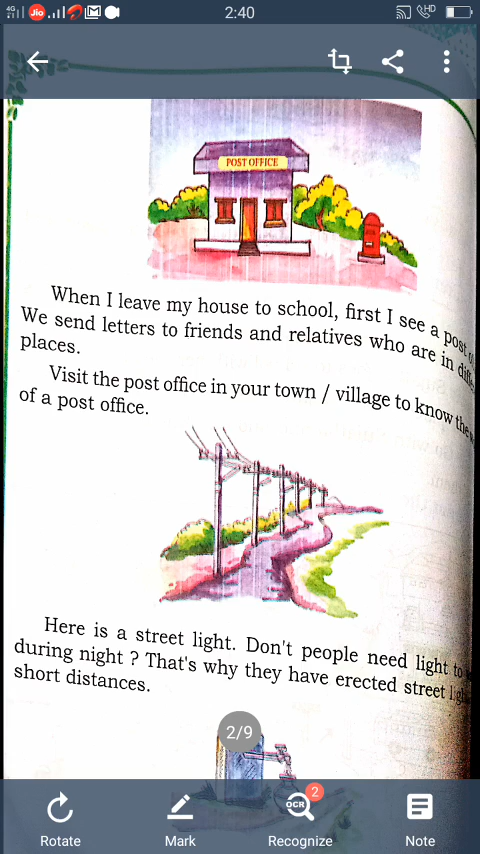 4G
Jio
2:40
HD
POST OFFICE
When I leave my house to school, first I see a post
We send letters to friends and relatives who are in
places.
Visit the post office in your town / village to know the
of a post office.
Here is a street light. Don't people need light to
during night ? That's why they have erected street
short distances.
2/9
OCR
2
Rotate
Mark
Recognize
Note